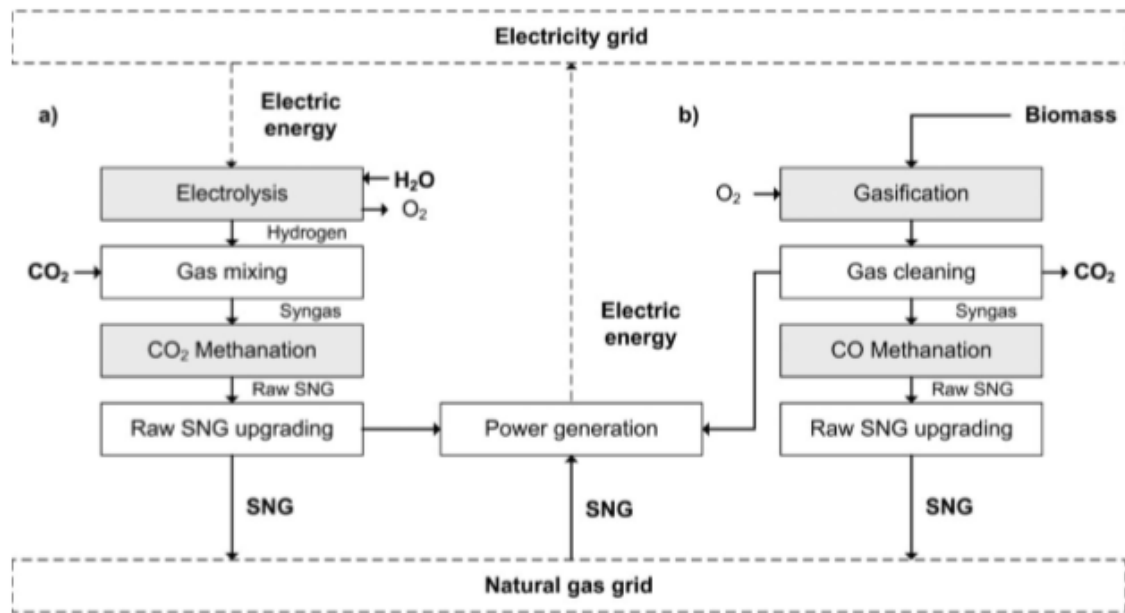 Electricity grid
a)
Electric
energy
b)
Biomass
Electrolysis
H₂O
O₂
O₂
Gasification
Hydrogen
CO₂
Gas mixing
Gas cleaning
CO₂
Syngas
Electric
energy
Syngas
CO₂ Methanation
CO Methanation
Raw SNG
Raw SNG
Raw SNG upgrading
Power generation
Raw SNG upgrading
SNG
SNG
SNG
Natural gas grid